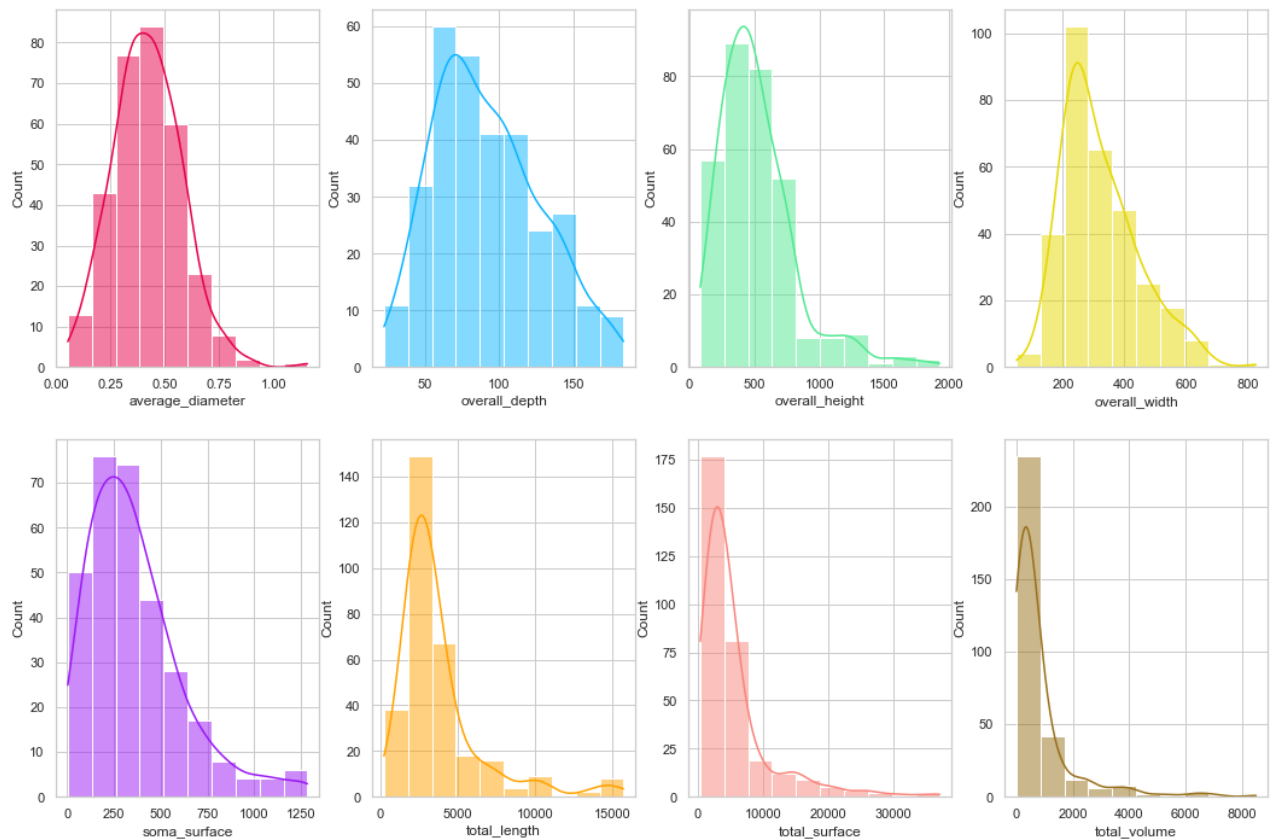 Count
80
70
60
50
40
30
20
10
0
0.00 0.25 0.50 0.75 1.00
average_diameter
Count
60
50
40
30
20
10
0
50 100 150
overall_depth
Count
80
60
40
20
0
0 500 1000 1500 2000
overall_height
Count
100
80
60
40
20
0
200 400 600 800
overall_width
Count
70
60
50
40
30
20
10
0
0 250 500 750 1000 1250
soma_surface
Count
140
120
100
80
60
40
20
0
0 5000 10000 15000
total_length
Count
175
150
125
100
75
50
25
0
0 10000 20000 30000
total_surface
Count
200
150
100
50
0
0 2000 4000 6000 8000
total_volume